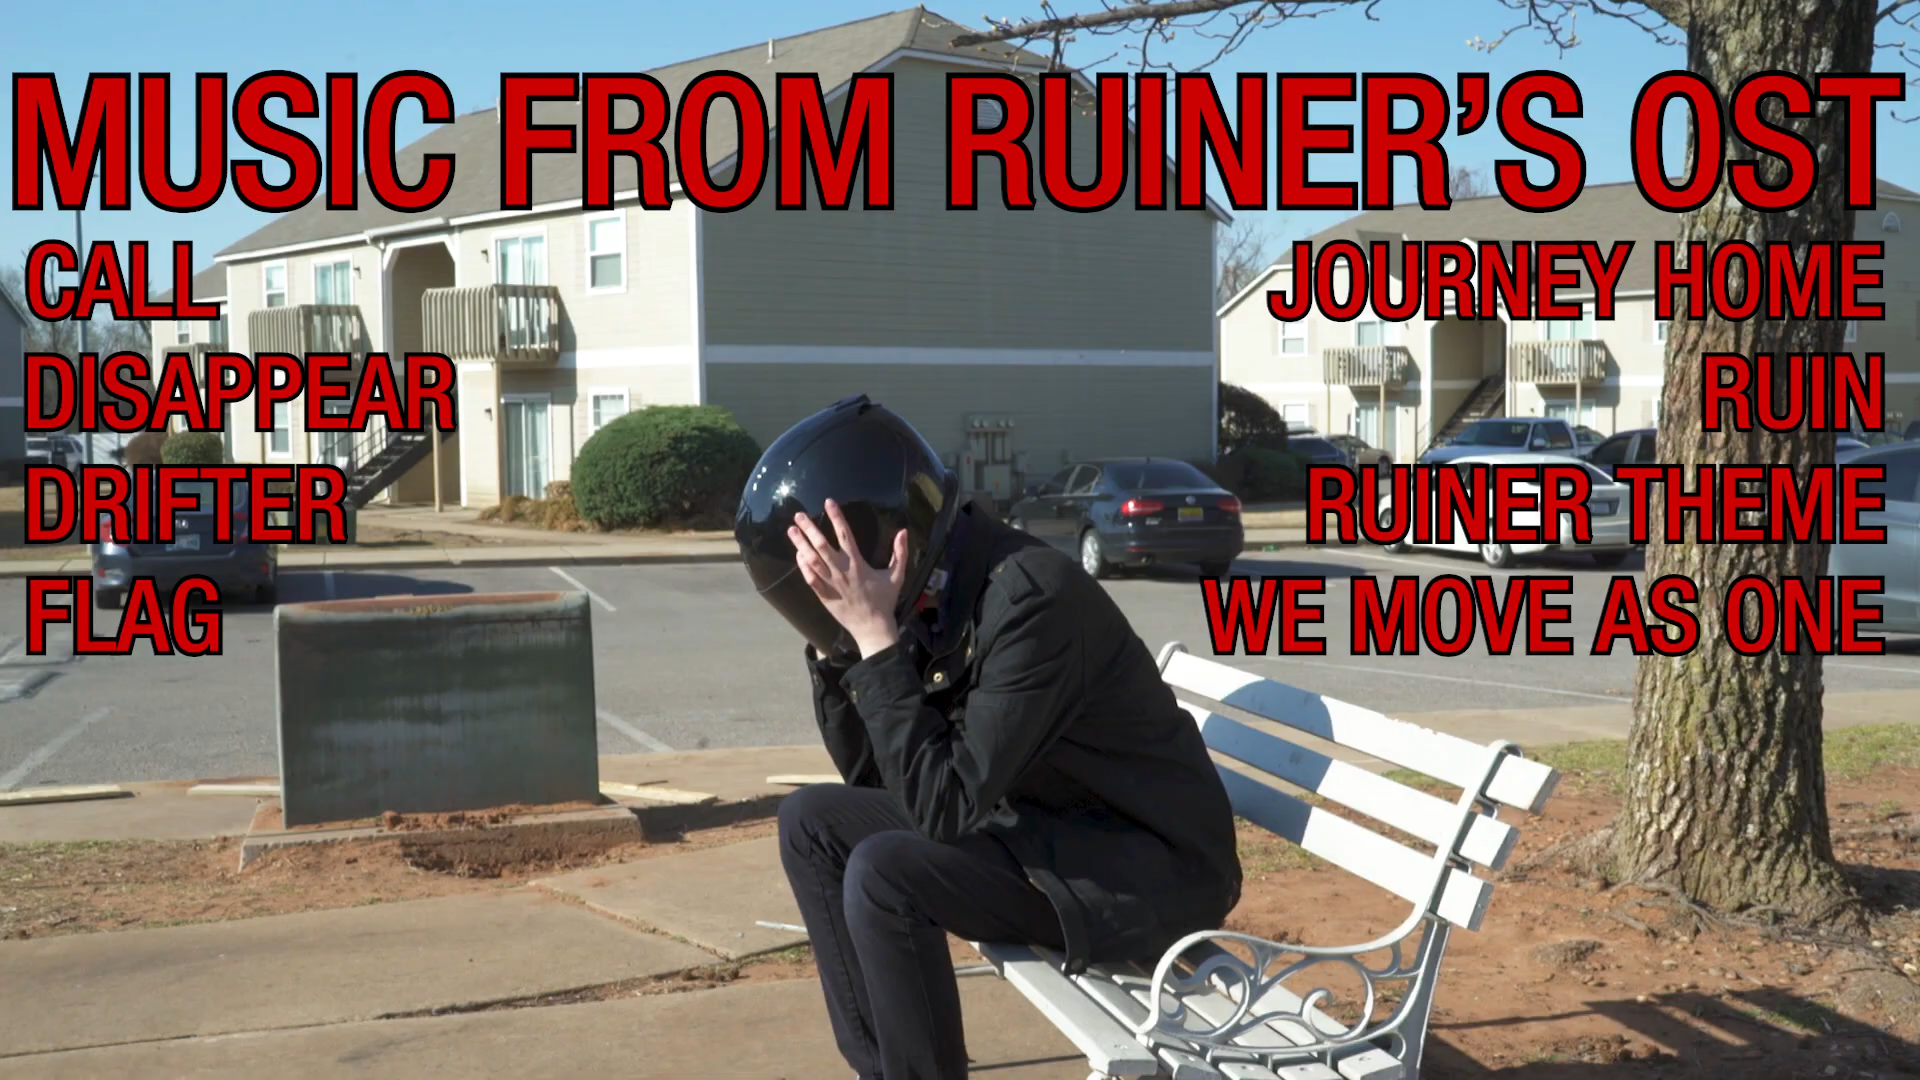 MUSIC FROM RUINER’S OST
CALL
DISAPPEAR
DRIFTER
FLAG
JOURNEY HOME
RUIN
RUINER THEME
WE MOVE AS ONE